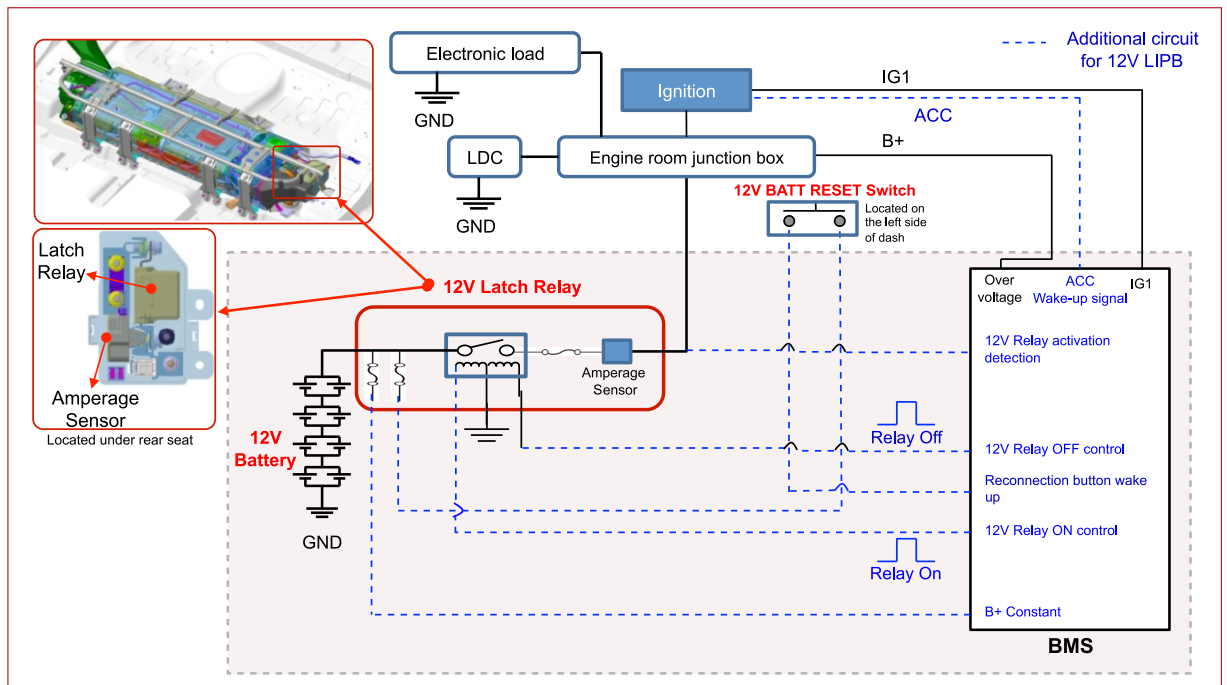 Electronic load
GND
Additional circuit
for 12V LIPB
Ignition
IG1
ACC
B+
LDC
GND
Engine room junction box
12V BATT RESET Switch
Located on
the left side
of dash
Latch
Relay
Amperage
Sensor
Located under rear seat
12V Latch Relay
Amperage
Sensor
12V
Battery
GND
Over
voltage
ACC
Wake-up signal
IG1
12V Relay activation
detection
Relay Off
12V Relay OFF control
Reconnection button wake
up
12V Relay ON control
Relay On
B+ Constant
BMS